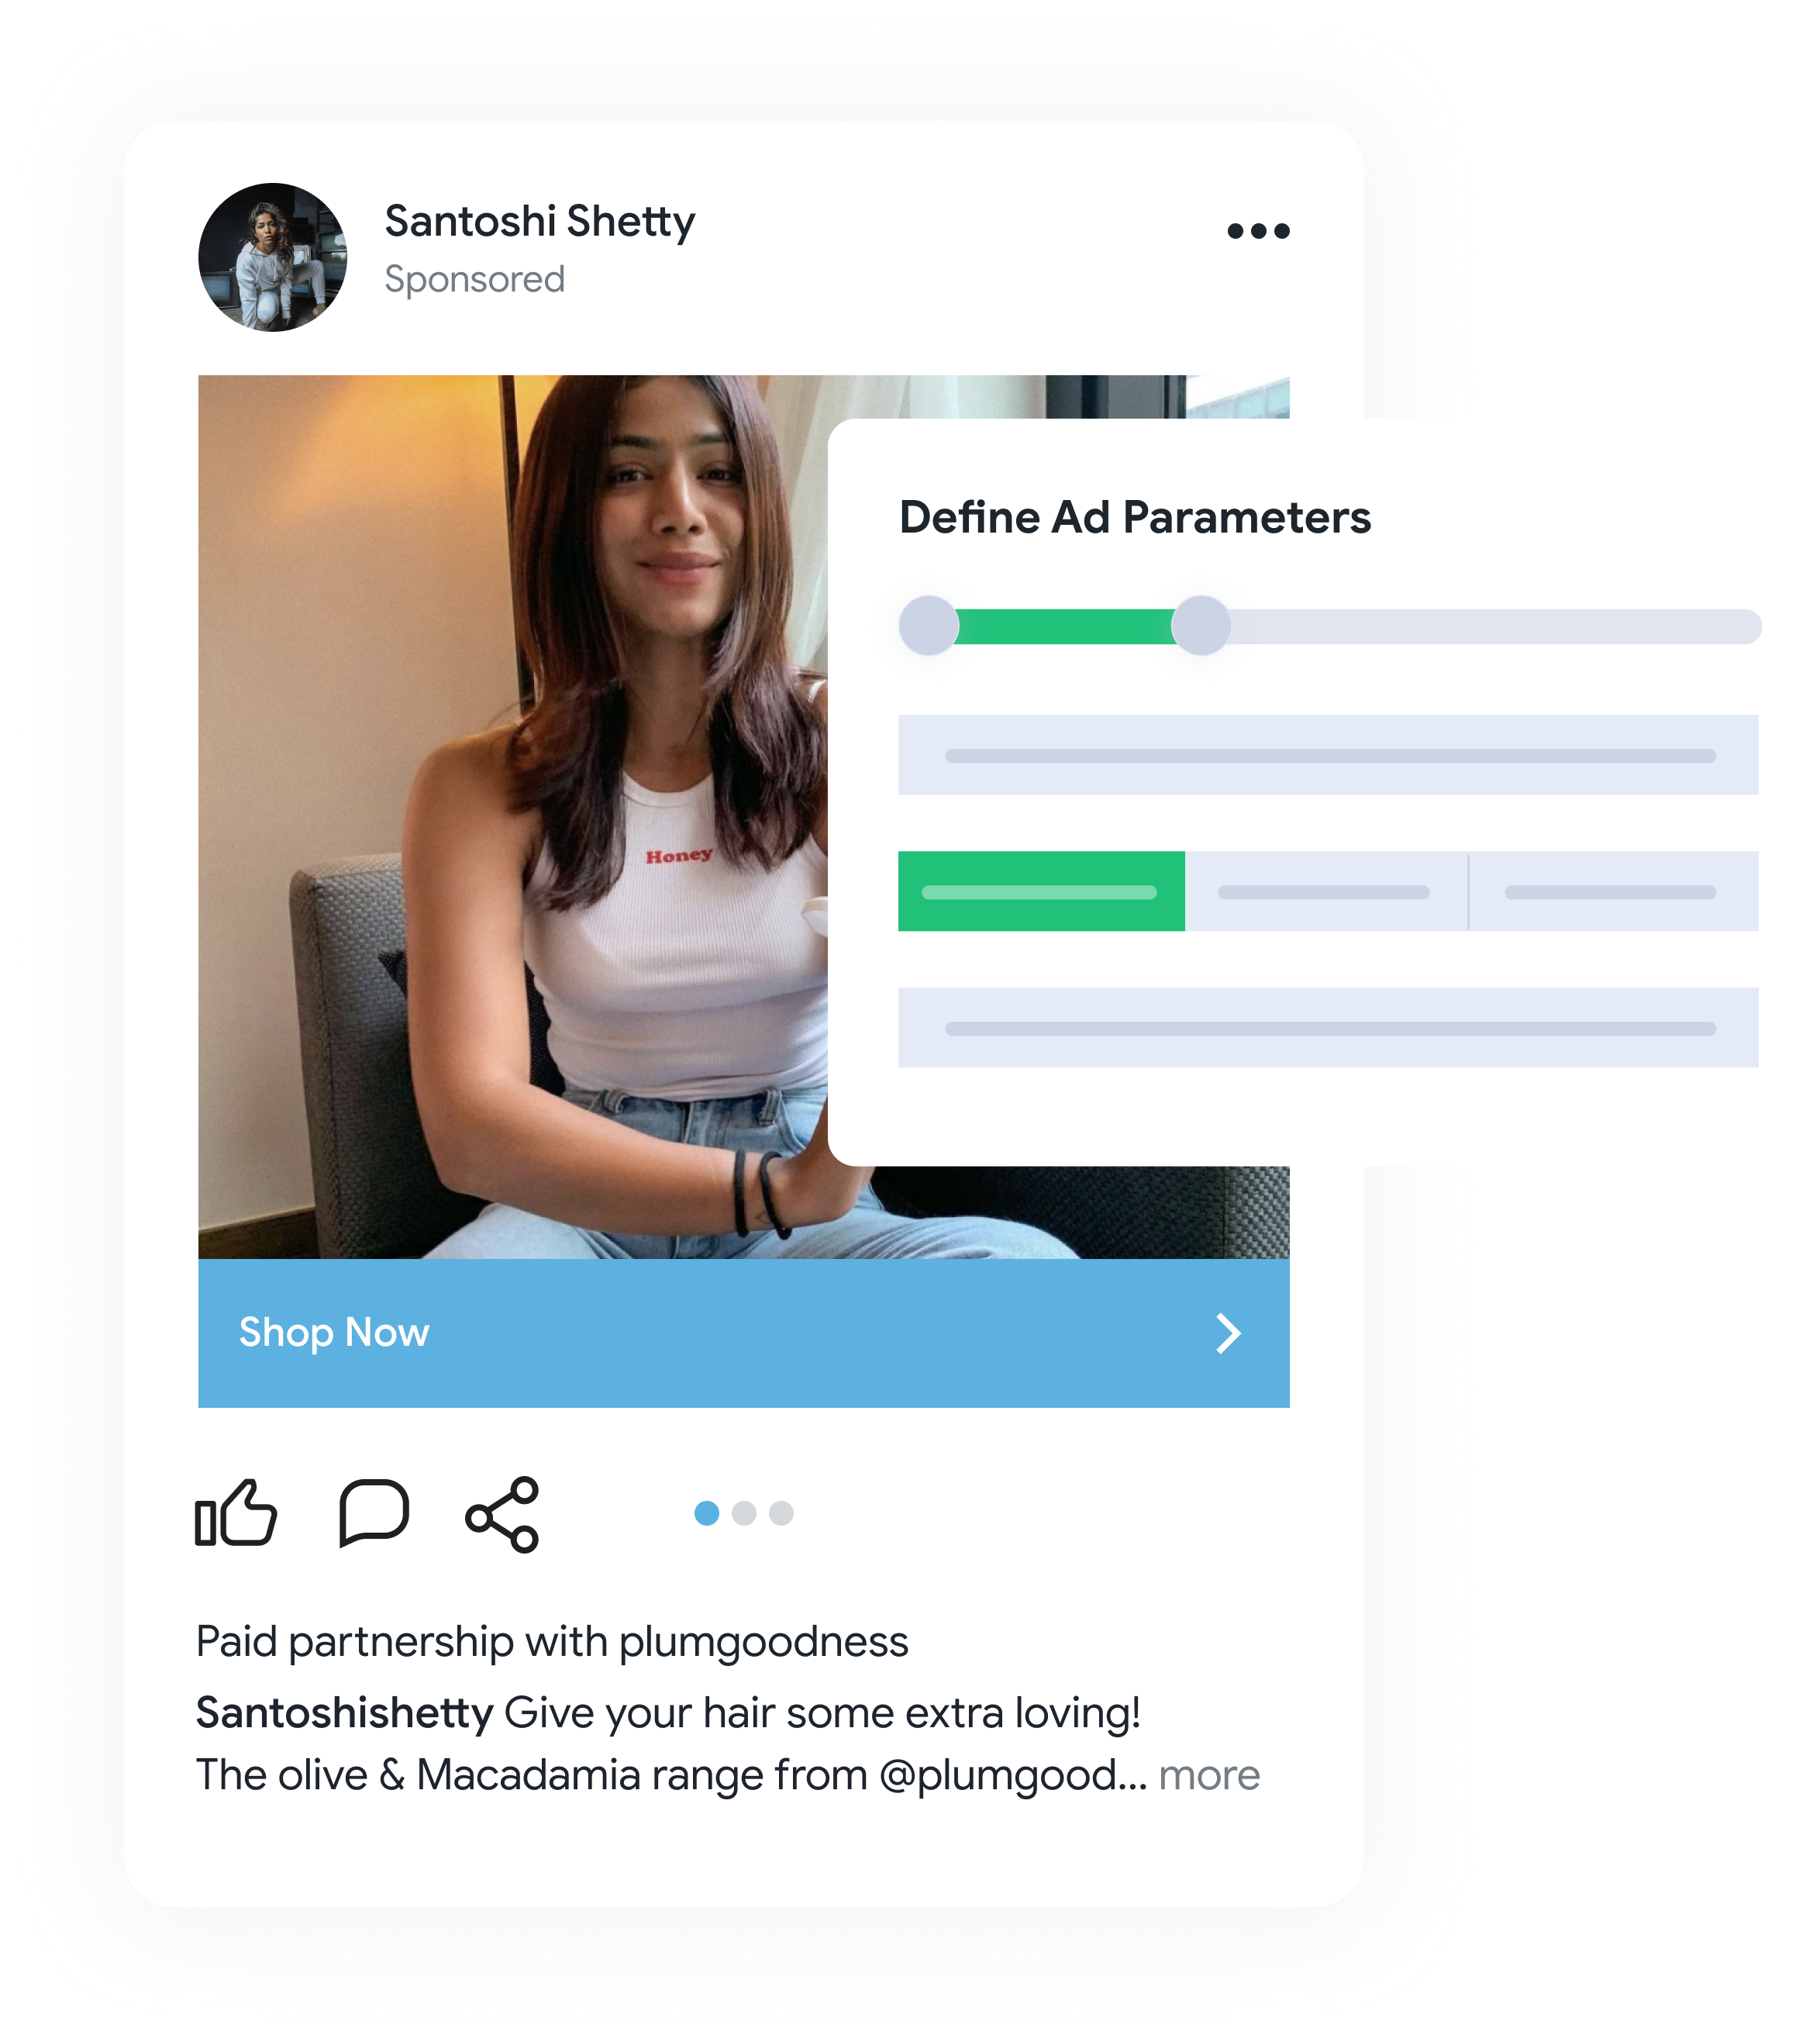 Santoshi Shetty
Sponsored
Define Ad Parameters
Honey
Shop Now
Paid partnership with plumgoodness
Santoshishetty Give your hair some extra loving!
The olive & Macadamia range from @plumgood... more